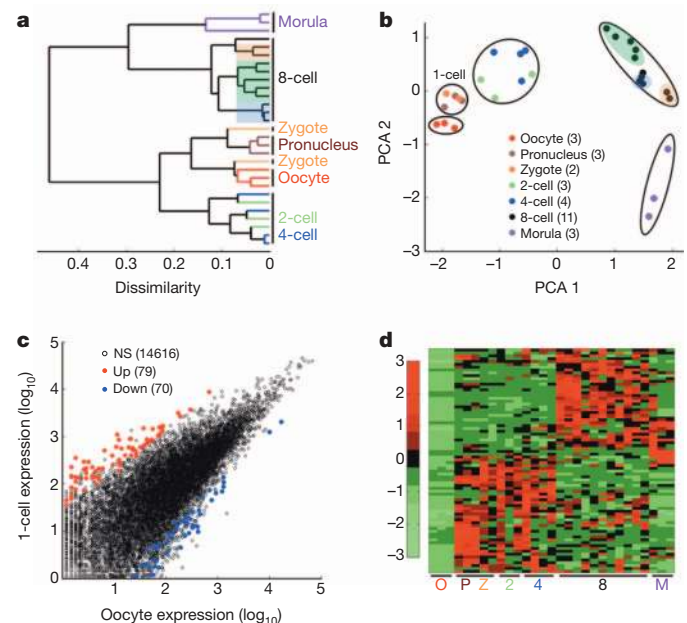 a
Morula
8-cell
Zygote
Pronucleus
Zygote
Oocyte
2-cell
4-cell
0.4 0.3 0.2 0.1 0
Dissimilarity
b
1
0
−1
−2
−3
PCA 2
1-cell
Oocyte (3)
Pronucleus (3)
Zygote (2)
2-cell (3)
4-cell (4)
8-cell (11)
Morula (3)
−2 −1 0 1 2
PCA 1
c
5
4
3
2
1
0
1-cell expression (log10)
NS (14616)
Up (79)
Down (70)
1 2 3 4 5
Oocyte expression (log10)
d
3
2
1
0
−1
−2
−3
O P Z 2 4 8 M